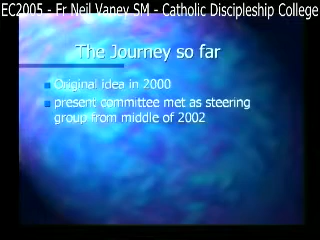 EC2005 - Fr Neil Vaney SM - Catholic Discipleship College
The Journey so far
Original idea in 2000
present committee met as steering
group from middle of 2002